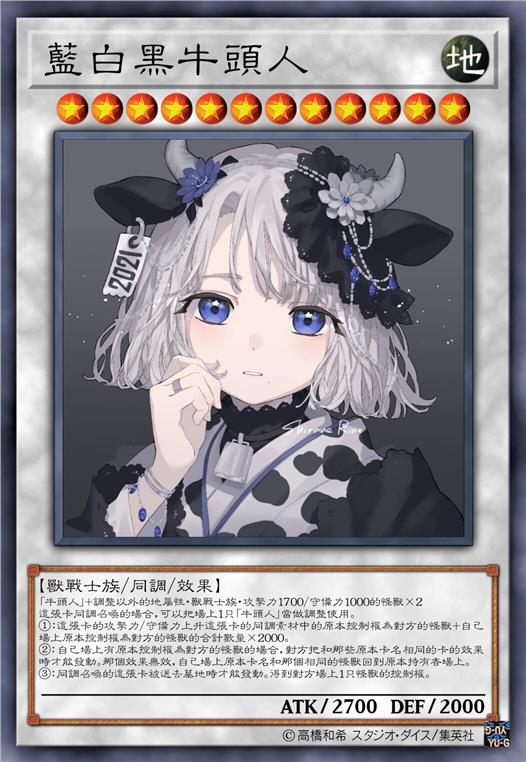 藍白黑牛頭人
地
2021
Shirane Rine
【獸戰士族/同調/效果】
「牛頭人」+調整以外的地屬性・獸戰士族・攻擊力1700/守備力1000的怪獸×2
這張卡同調召喚的場合,可以把場上1只「牛頭人」當做調整使用。
①:這張卡的攻擊力/守備力上升這張卡的同調素材中的原本控制權為對方的怪獸+自己
場上原本控制權為對方的怪獸的合計數量×2000。
②:自己場上有原本控制權為對方的怪獸的場合,對方把和那些原本卡名相同的卡的效果
時才能發動。那個效果無效,自己場上原本卡名和那個相同的怪獸回到原本持有者場上。
③:同調召喚的這張卡被送去墓地時才能發動。得到對方場上1只怪獸的控制權。
ATK/2700 DEF/2000
©高橋和希 スタジオ・ダイス/集英社